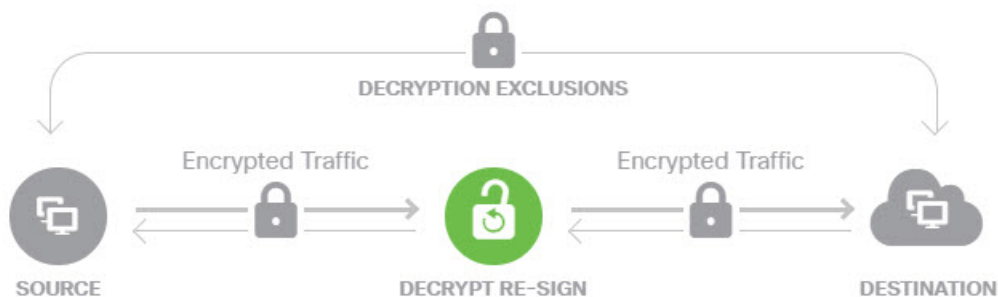 DECRYPTION EXCLUSIONS
Encrypted Traffic
Encrypted Traffic
SOURCE
DECRYPT RE-SIGN
DESTINATION